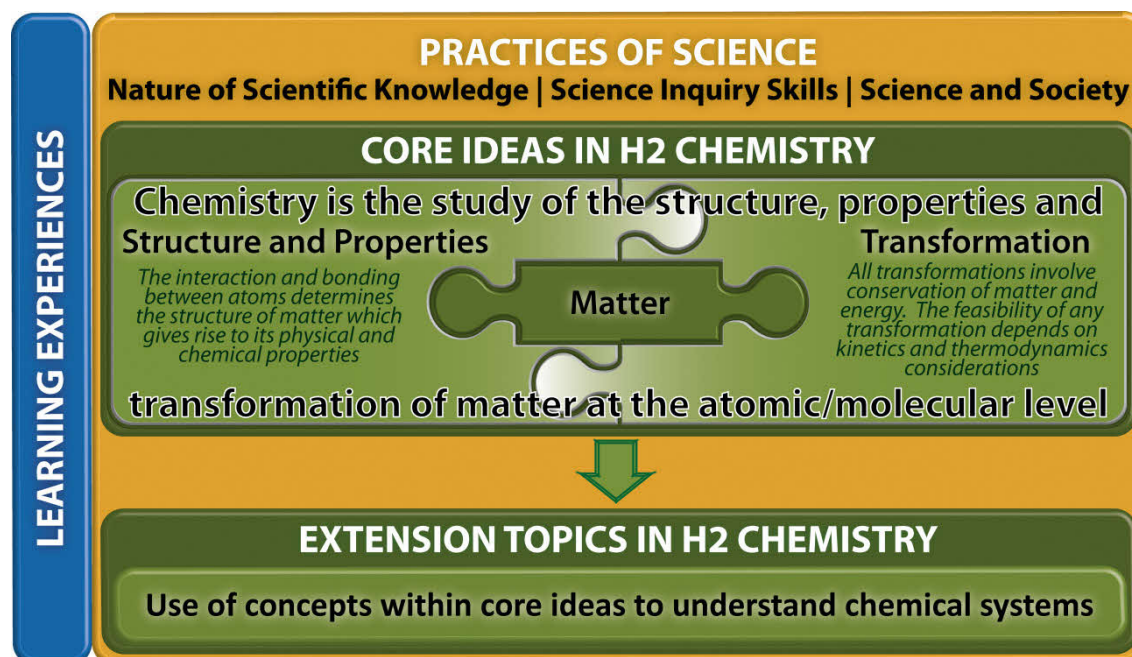 LEARNING EXPERIENCES
PRACTICES OF SCIENCE
Nature of Scientific Knowledge | Science Inquiry Skills | Science and Society
CORE IDEAS IN H2 CHEMISTRY
Chemistry is the study of the structure, properties and
Structure and Properties
The interaction and bonding
between atoms determines
the structure of matter which
gives rise to its physical and
chemical properties
Matter
Transformation
All transformations involve
conservation of matter and
energy. The feasibility of any
transformation depends on
kinetics and thermodynamics
considerations
transformation of matter at the atomic/molecular level
EXTENSION TOPICS IN H2 CHEMISTRY
Use of concepts within core ideas to understand chemical systems